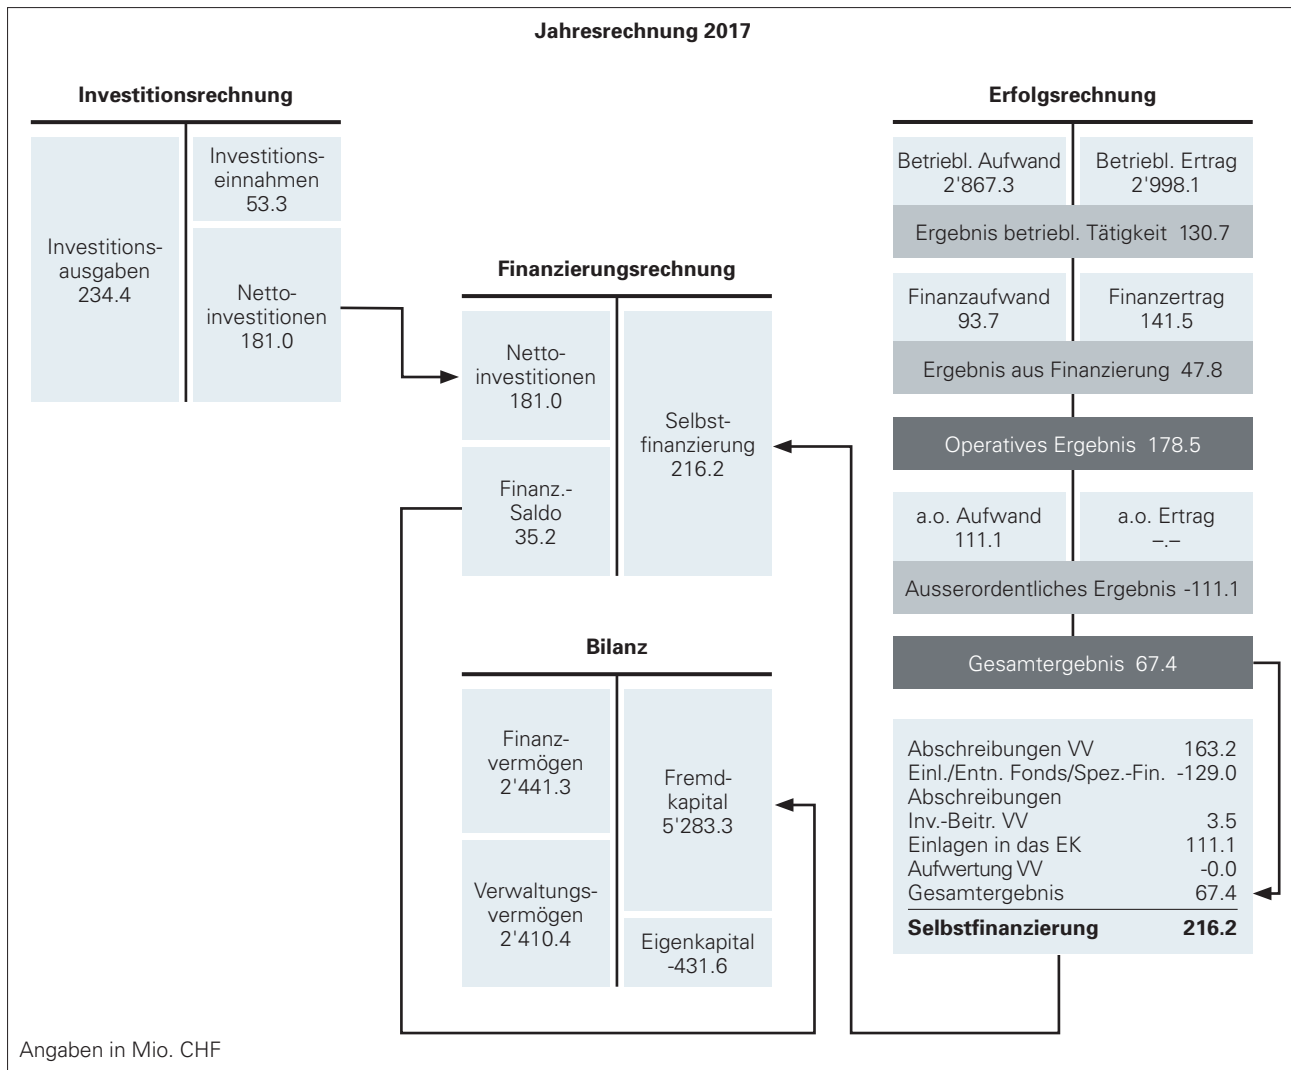 Jahresrechnung 2017
Investitionsrechnung
Investitions-
ausgaben
234.4
Investitions-
einnahmen
53.3
Netto-
investitionen
181.0
Finanzierungsrechnung
Netto-
investitionen
181.0
Finanz.-
Saldo
35.2
Selbst-
finanzierung
216.2
Bilanz
Finanz-
vermögen
2'441.3
Verwaltungs-
vermögen
2'410.4
Fremd-
kapital
5'283.3
Eigenkapital
-431.6
Erfolgsrechnung
Betriebl. Aufwand
2'867.3
Betriebl. Ertrag
2'998.1
Ergebnis betriebl. Tätigkeit 130.7
Finanzaufwand
93.7
Finanzertrag
141.5
Ergebnis aus Finanzierung 47.8
Operatives Ergebnis 178.5
a.o. Aufwand
111.1
a.o. Ertrag
–.–
Ausserordentliches Ergebnis -111.1
Gesamtergebnis 67.4
Abschreibungen VV 163.2
Einl./Entn. Fonds/Spez.-Fin. -129.0
Abschreibungen
Inv.-Beitr. VV 3.5
Einlagen in das EK 111.1
Aufwertung VV -0.0
Gesamtergebnis 67.4
Selbstfinanzierung 216.2
Angaben in Mio. CHF